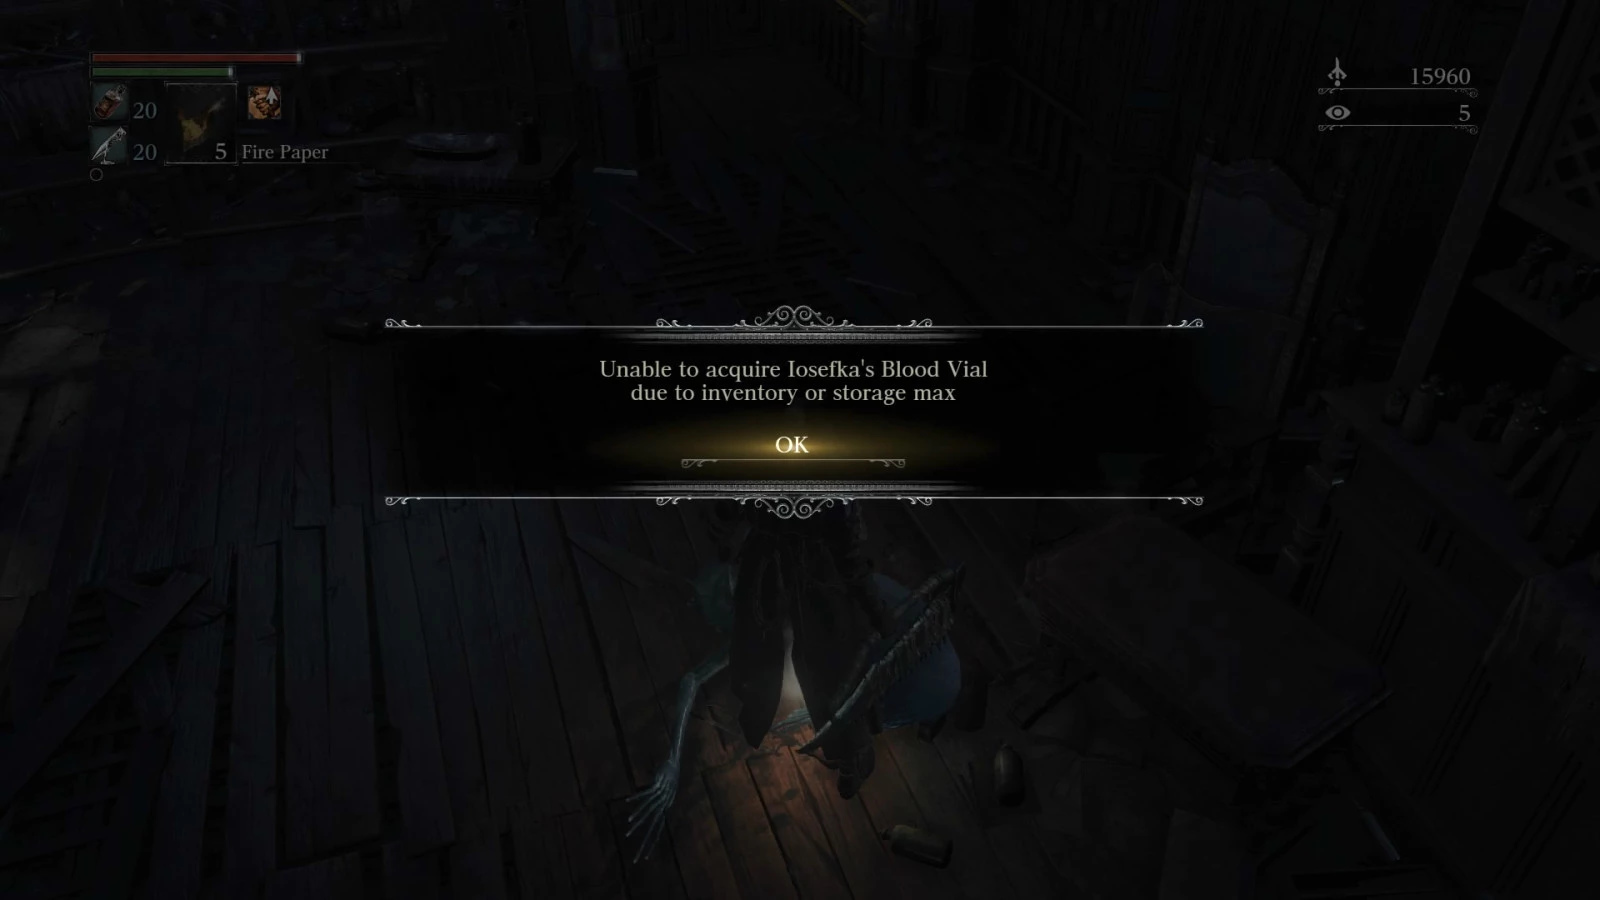 20
20
5 Fire Paper
15960
5
Unable to acquire Iosefka's Blood Vial
due to inventory or storage max
OK